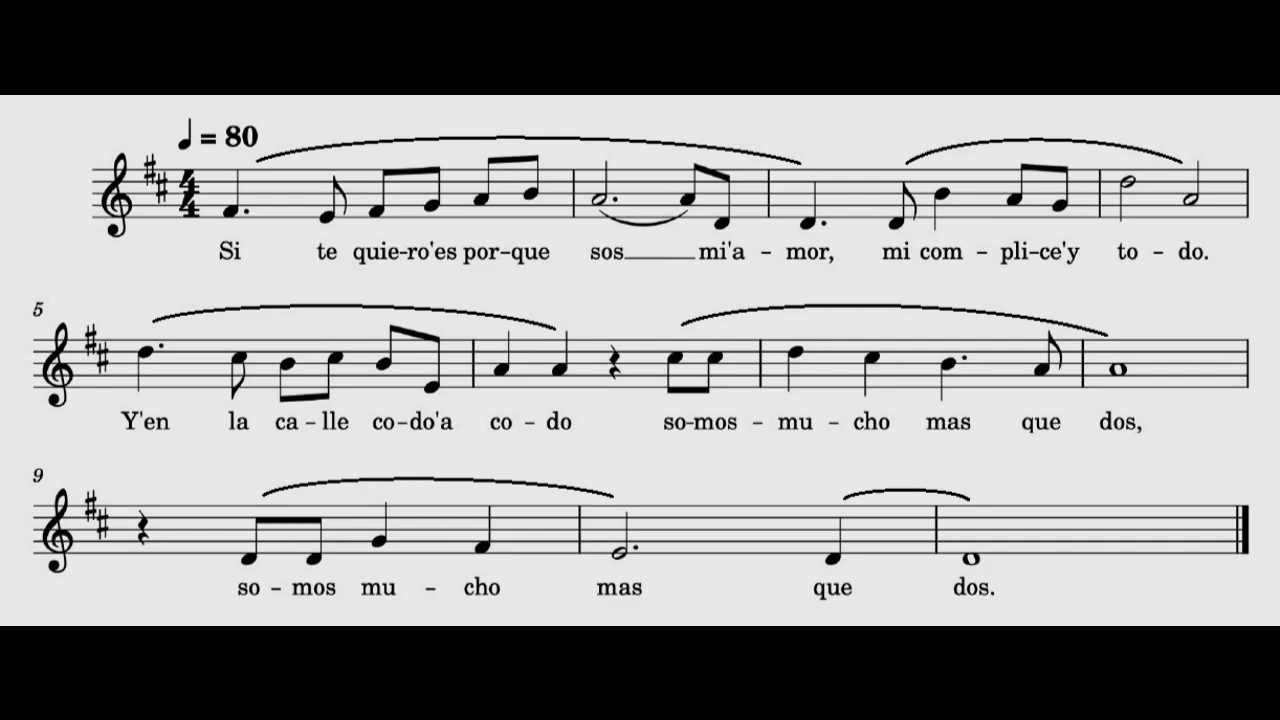 ♩ = 80
4/4
Si te quie-ro'es por-que sos mi'a - mor, mi com - pli-ce'y to - do.
5
Y'en la ca - lle co-do'a co - do so-mos - mu - cho mas que dos,
9
so - mos mu - cho mas que dos.